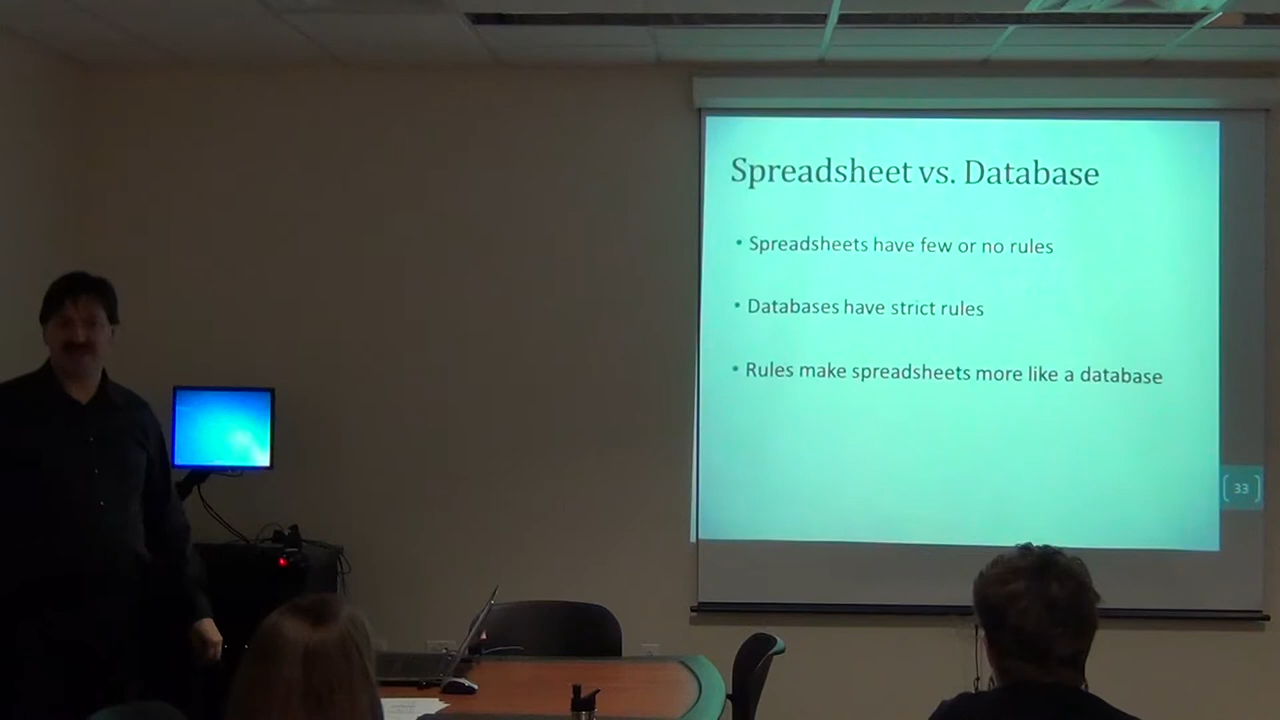 Spreadsheet vs. Database
• Spreadsheets have few or no rules
• Databases have strict rules
• Rules make spreadsheets more like a database
33